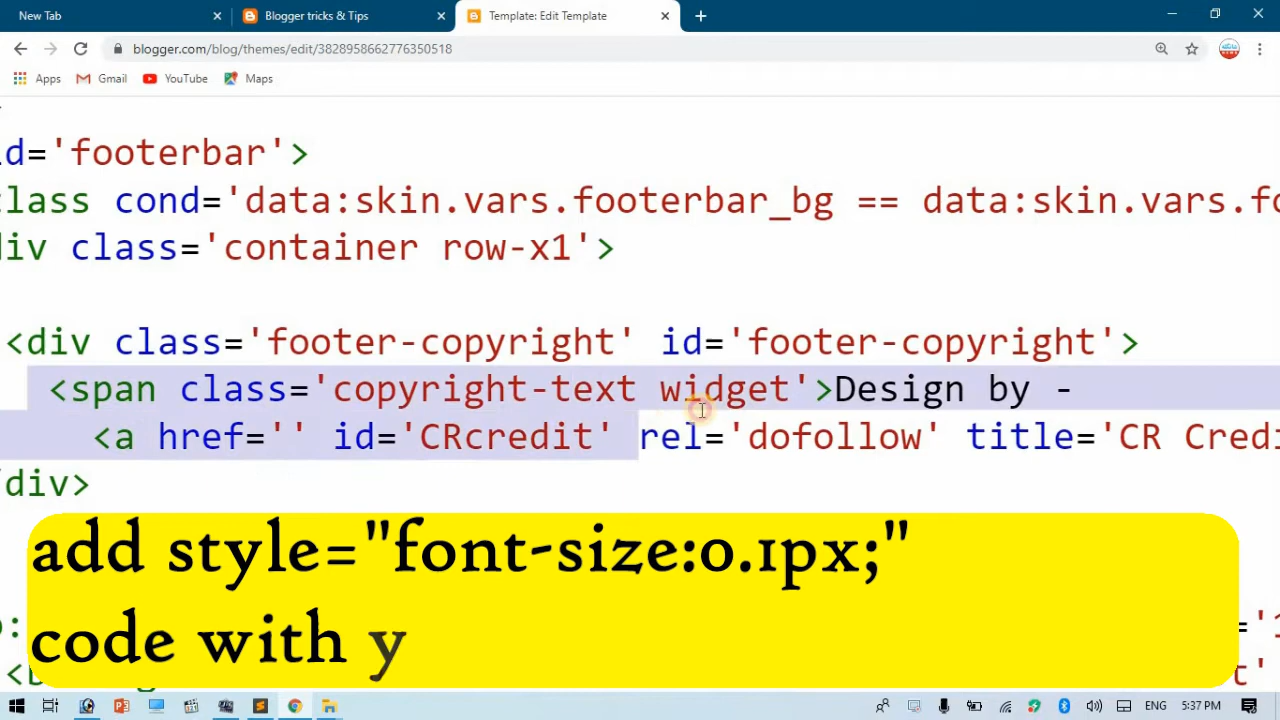 New Tab
Blogger tricks & Tips
Template: Edit Template
blogger.com/blog/themes/edit/3828958662776350518
Apps
Gmail
YouTube
Maps
id='footerbar'>
class cond='data:skin.vars.footerbar_bg == data:skin.vars.fo
div class='container row-x1'>
<div class='footer-copyright' id='footer-copyright'>
<span class='copyright-text widget'>Design by -
<a href='' id='CRcredit' rel='dofollow' title='CR Credi
/div>
add style="font-size:0.1px;"
code with y
ENG
5:37 PM